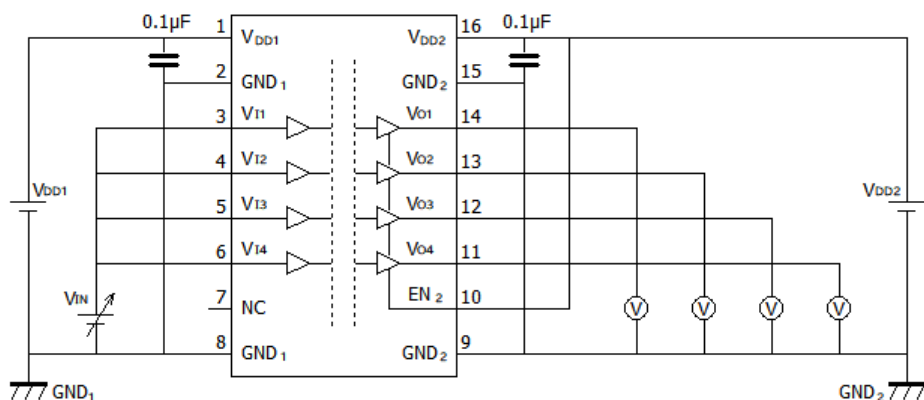 0.1μF 1 VDD1 VDD2 16 0.1μF
2 GND1 GND2 15
3 VI1 VO1 14
4 VI2 VO2 13
VDD1 VDD2
5 VI3 VO3 12
6 VI4 VO4 11
VIN 7 NC EN2 10 V V V V
8 GND1 GND2 9
GND1 GND2